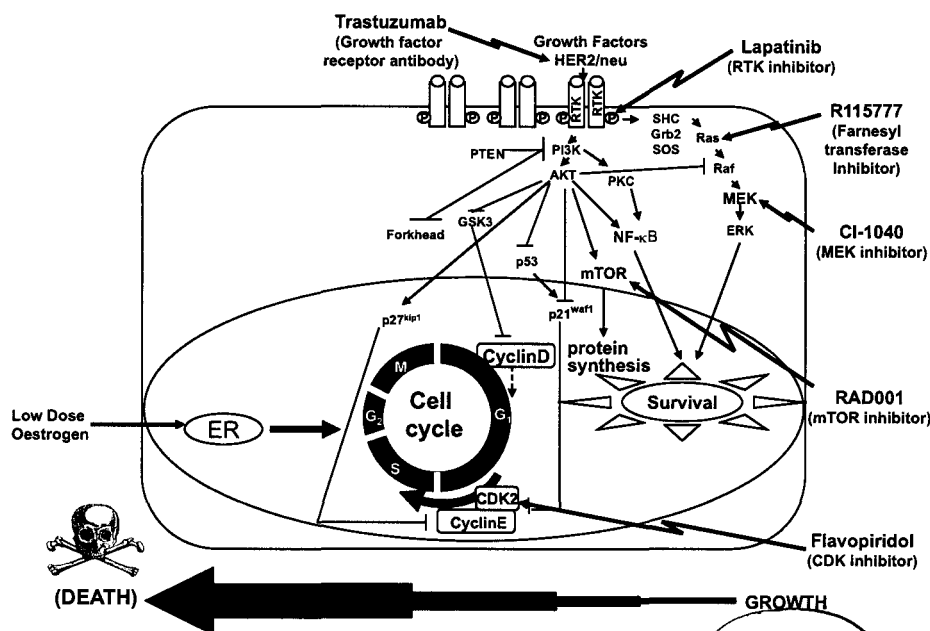 Trastuzumab
(Growth factor
receptor antibody)
Growth Factors
HER2/neu
Lapatinib
(RTK inhibitor)
RTK
RTK
P
P
P
P
P
P
SHC
Grb2
SOS
Ras
Raf
MEK
ERK
R115777
(Farnesyl
transferase
Inhibitor)
PTEN
PI3K
AKT
PKC
Forkhead
GSK3
p53
NF-κB
mTOR
CI-1040
(MEK inhibitor)
p27kip1
p21waf1
CyclinD
protein
synthesis
M
G2
S
G1
Cell
cycle
Survival
RAD001
(mTOR inhibitor)
Low Dose
Oestrogen
ER
CDK2
CyclinE
Flavopiridol
(CDK inhibitor)
(DEATH)
GROWTH